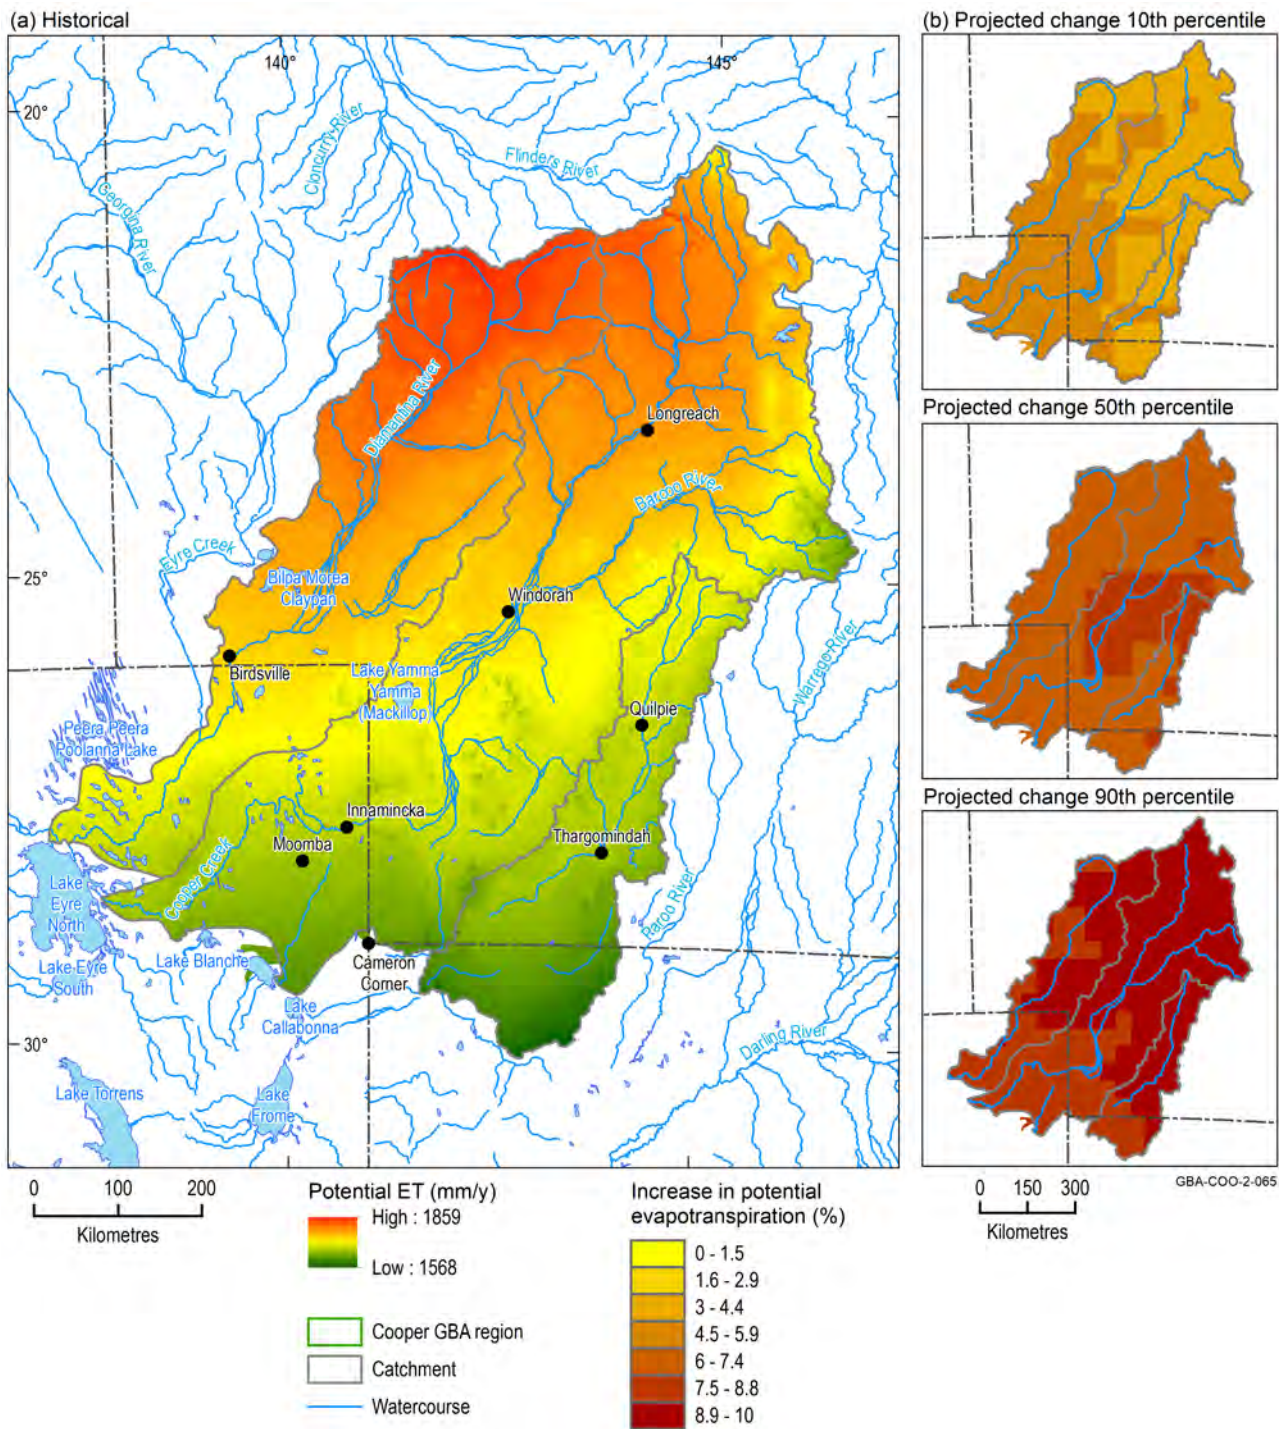 (a) Historical
140°
145°
20°
Cloncurry River
Flinders River
Georgina River
Diamantina River
Longreach
Barcoo River
Eyre Creek
25°
Bilpa Morea
Claypan
Windorah
Birdsville
Lake Yamma
Yamma
(Mackillop)
Warrego River
Peera Peera
Poolanna Lake
Quilpie
Innamincka
Moomba
Thargomindah
Cooper Creek
Lake
Eyre
North
Paroo River
Lake Blanche
Cameron
Corner
Lake Eyre
South
Lake
Callabonna
30°
Darling River
Lake Torrens
Lake
Frome
(b) Projected change 10th percentile
Projected change 50th percentile
Projected change 90th percentile
GBA-COO-2-065
0 100 200
Kilometres
Potential ET (mm/y)
High : 1859
Low : 1568
Cooper GBA region
Catchment
Watercourse
Increase in potential
evapotranspiration (%)
0 - 1.5
1.6 - 2.9
3 - 4.4
4.5 - 5.9
6 - 7.4
7.5 - 8.8
8.9 - 10
0 150 300
Kilometres